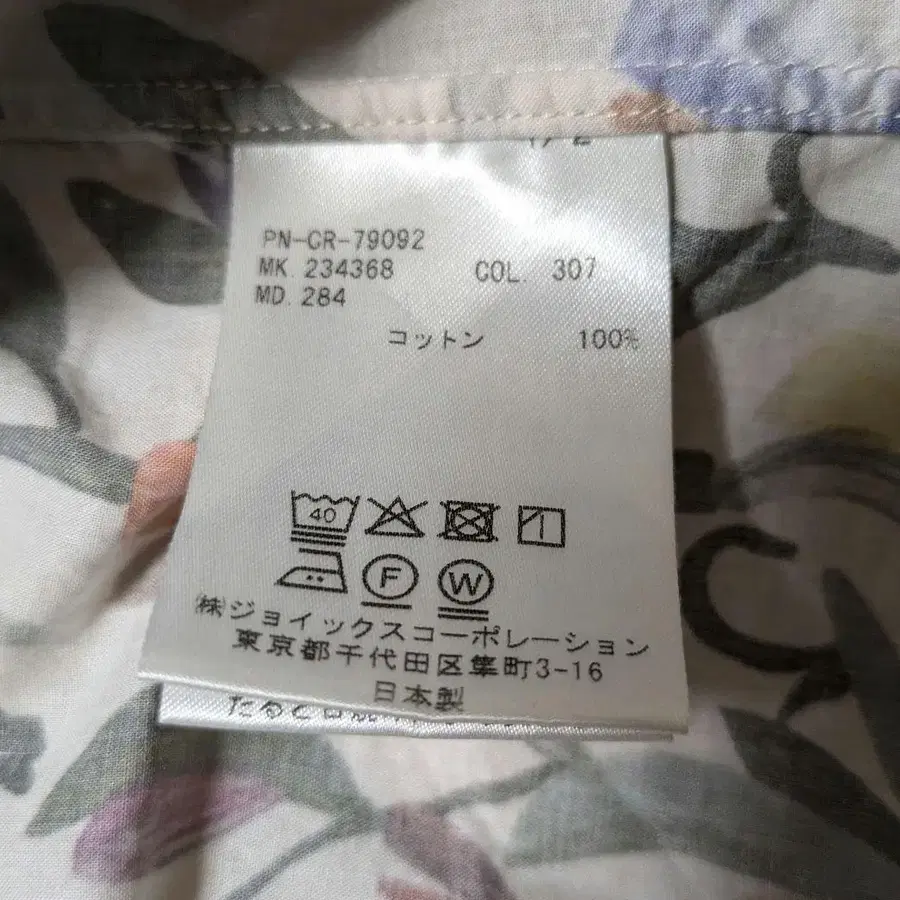 PN-CR-79092
MK. 234368 COL. 307
MD. 284
コットン 100%
40
F W
㈱ジョイックスコーポレーション
東京都千代田区隼町3-16
日本製